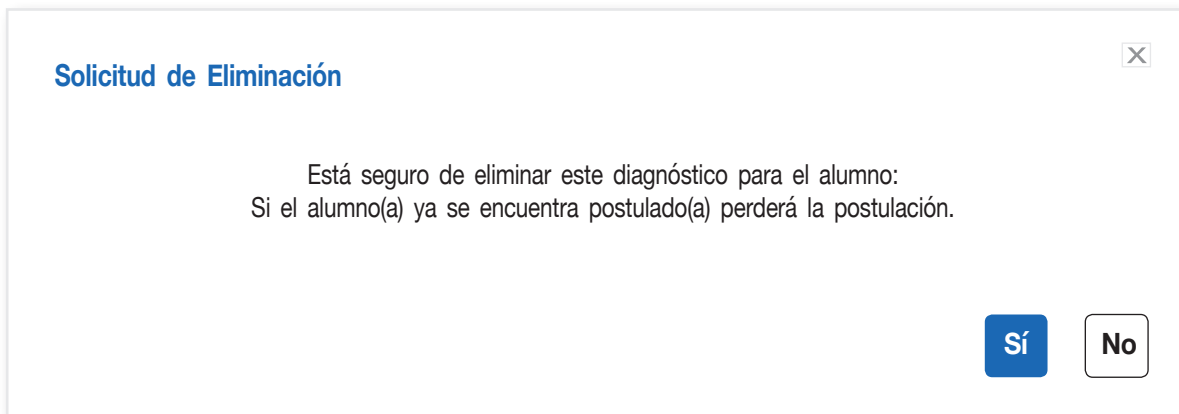 Solicitud de Eliminación
Está seguro de eliminar este diagnóstico para el alumno:
Si el alumno(a) ya se encuentra postulado(a) perderá la postulación.
Sí
No